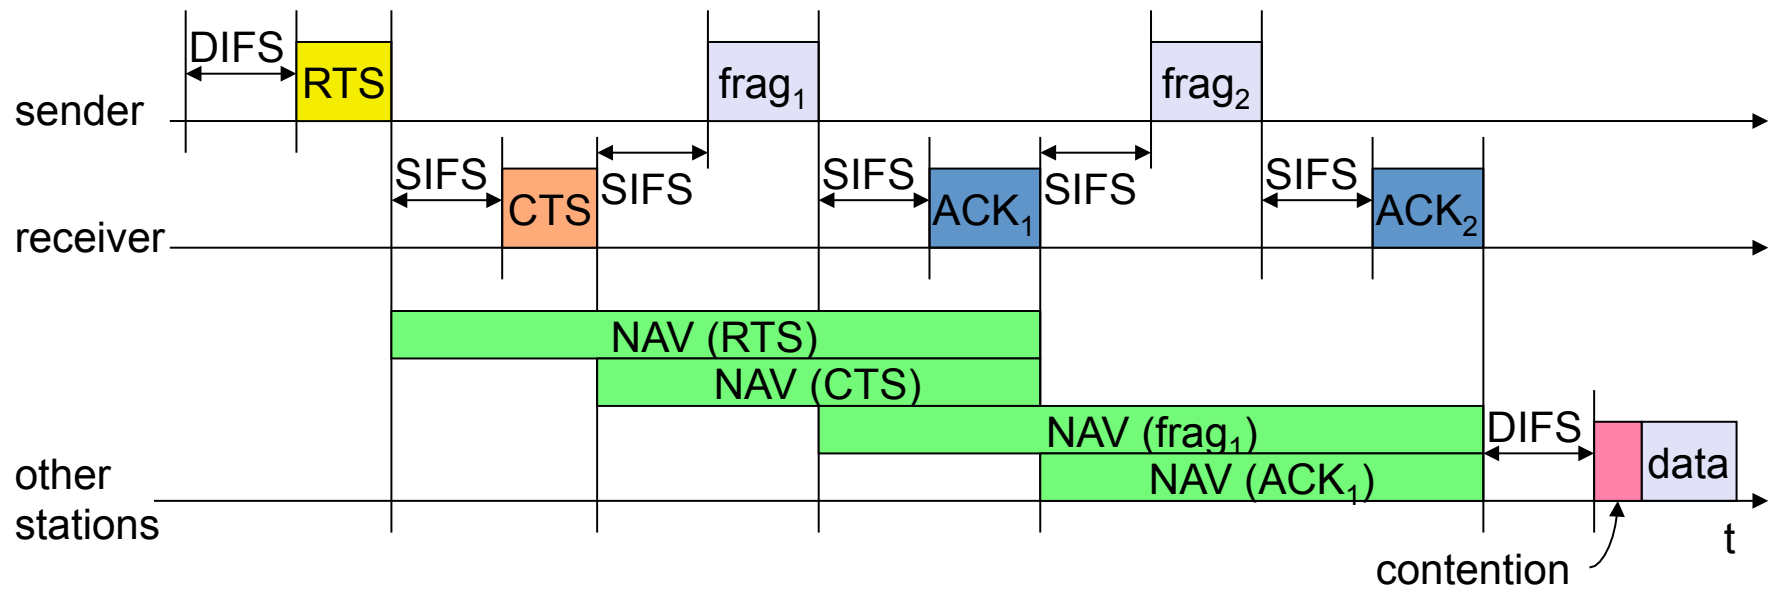 DIFS
RTS
frag₁
frag₂
sender
SIFS
CTS
SIFS
SIFS
ACK₁
SIFS
SIFS
ACK₂
receiver
NAV (RTS)
NAV (CTS)
NAV (frag₁)
DIFS
NAV (ACK₁)
data
other
stations
t
contention